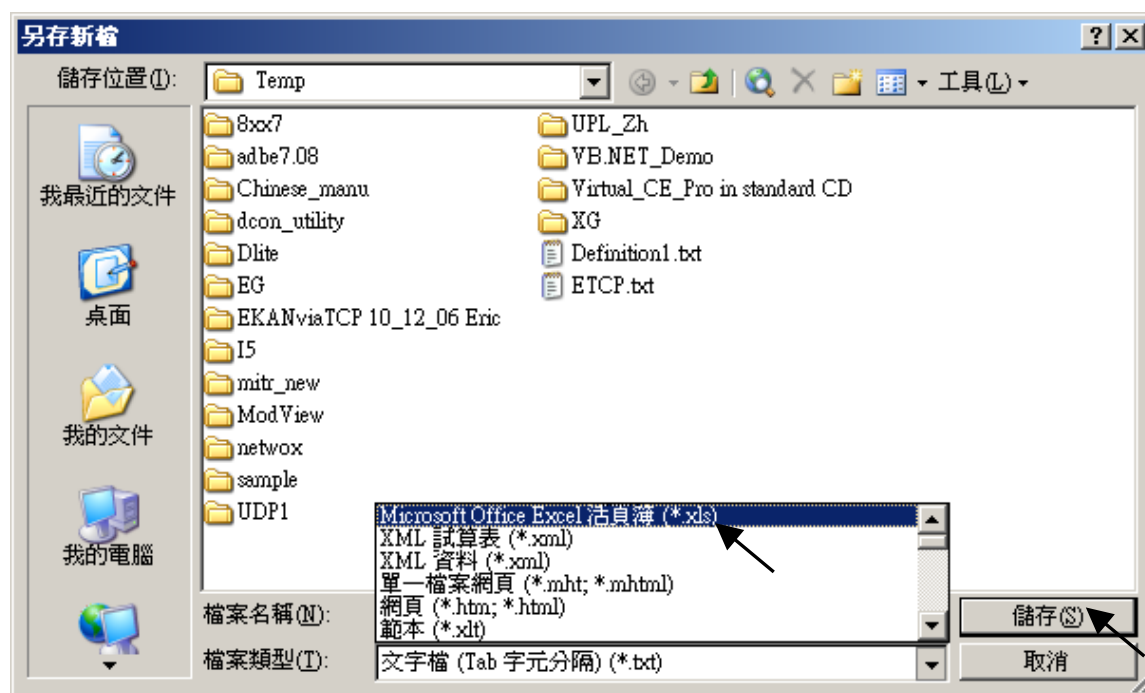 另存新檔
儲存位置(I):
Temp
工具(L)
我最近的文件
桌面
我的文件
我的電腦
8xx7
adbe7.08
Chinese_manu
dcon_utility
Dlite
EG
EKANviaTCP 10_12_06 Eric
I5
mitr_new
ModView
netwox
sample
UDP1
UPL_Zh
VB.NET_Demo
Virtual_CE_Pro in standard CD
XG
Definition1.txt
ETCP.txt
Microsoft Office Excel 活頁簿 (*.xls)
XML 試算表 (*.xml)
XML 資料 (*.xml)
單一檔案網頁 (*.mht; *.mhtml)
網頁 (*.htm; *.html)
範本 (*.xlt)
檔案名稱(N):
儲存(S)
檔案類型(T):
文字檔 (Tab 字元分隔) (*.txt)
取消